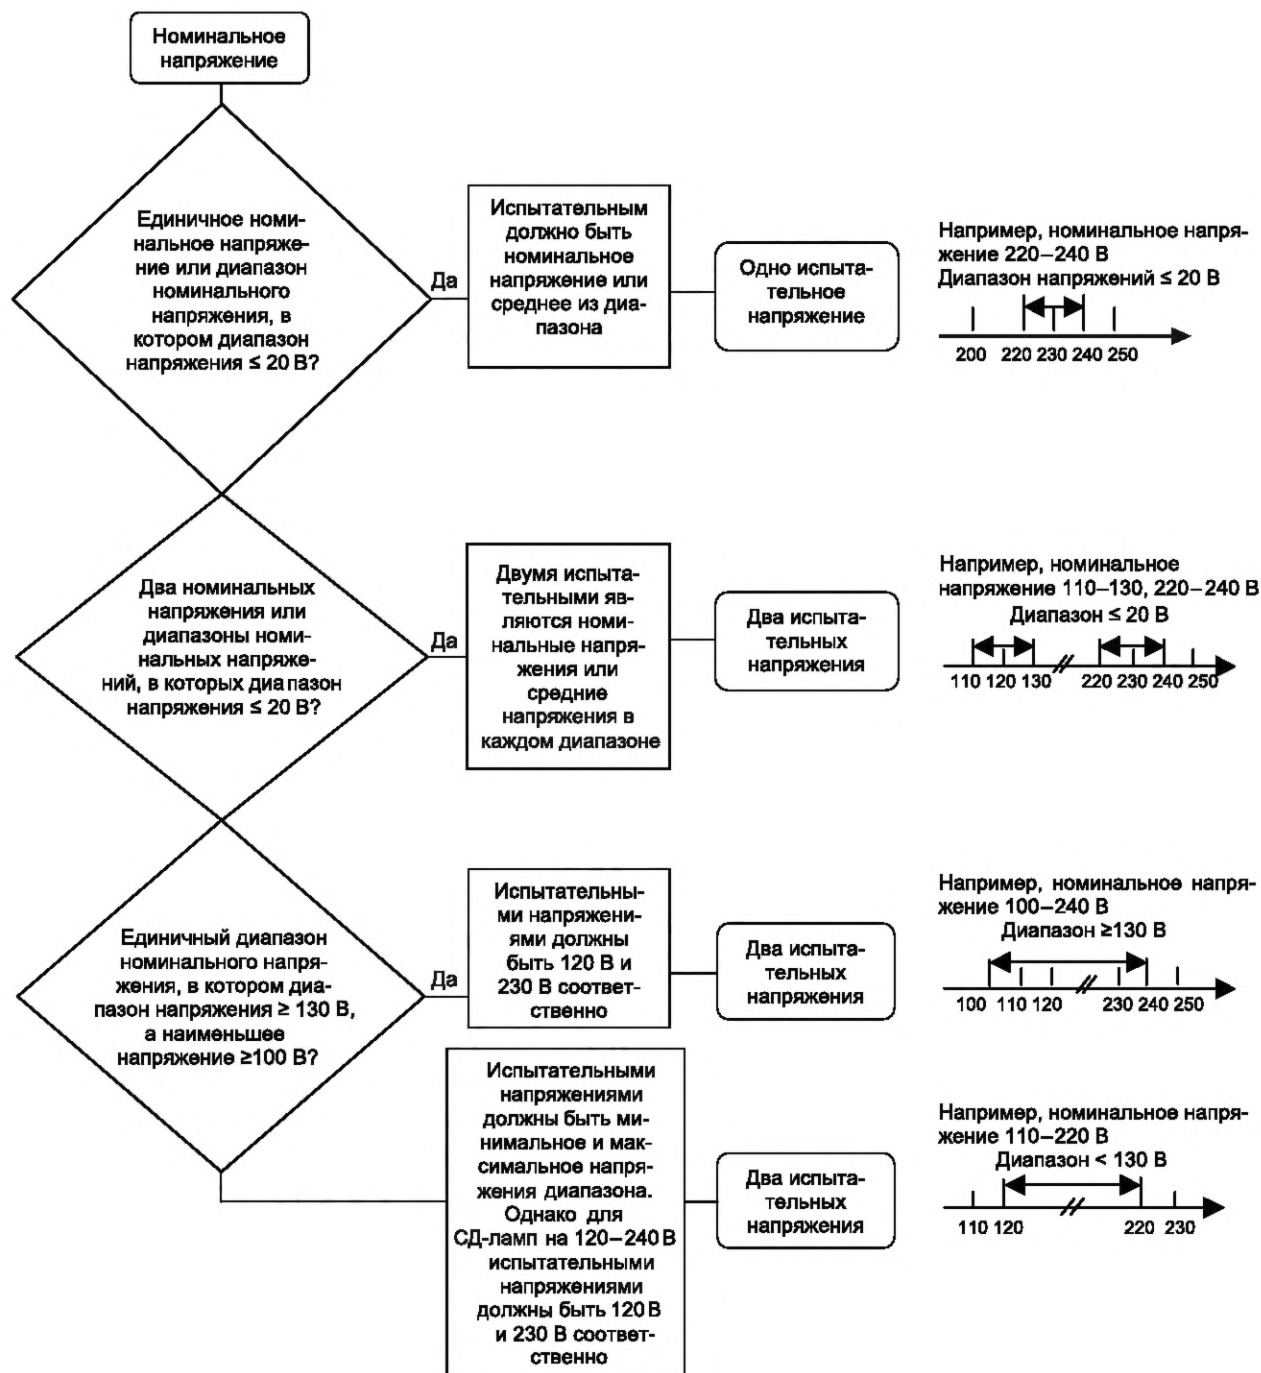 Номинальное
напряжение
Единичное номи-
нальное напряже-
ние или диапазон
номинального
напряжения, в
котором диапазон
напряжения ≤ 20 В?
Да
Испытательным
должно быть
номинальное
напряжение или
среднее из диа-
пазона
Одно испыта-
тельное
напряжение
Например, номинальное напря-
жение 220–240 В
Диапазон напряжений ≤ 20 В
200 220 230 240 250
Два номинальных
напряжения или
диапазоны номи-
нальных напряже-
ний, в которых диапазон
напряжения ≤ 20 В?
Да
Двумя испыта-
тельными яв-
ляются номи-
нальные напря-
жения или
средние
напряжения в
каждом диапазоне
Два испыта-
тельных
напряжения
Например, номинальное
напряжение 110–130, 220–240 В
Диапазон ≤ 20 В
110 120 130 220 230 240 250
Единичный диапазон
номинального напря-
жения, в котором диа-
пазон напряжения ≥ 130 В,
а наименьшее
напряжение ≥100 В?
Да
Испытательны-
ми напряжени-
ями должны
быть 120 В и
230 В соответ-
ственно
Два испыта-
тельных
напряжения
Например, номинальное напря-
жение 100–240 В
Диапазон ≥130 В
100 110 120 230 240 250
Испытательными
напряжениями
должны быть ми-
нимальное и мак-
симальное напря-
жения диапазона.
Однако для
СД-ламп на 120–240 В
испытательными
напряжениями
должны быть 120 В
и 230 В соответ-
ственно
Два испыта-
тельных
напряжения
Например, номинальное напря-
жение 110–220 В
Диапазон < 130 В
110 120 220 230